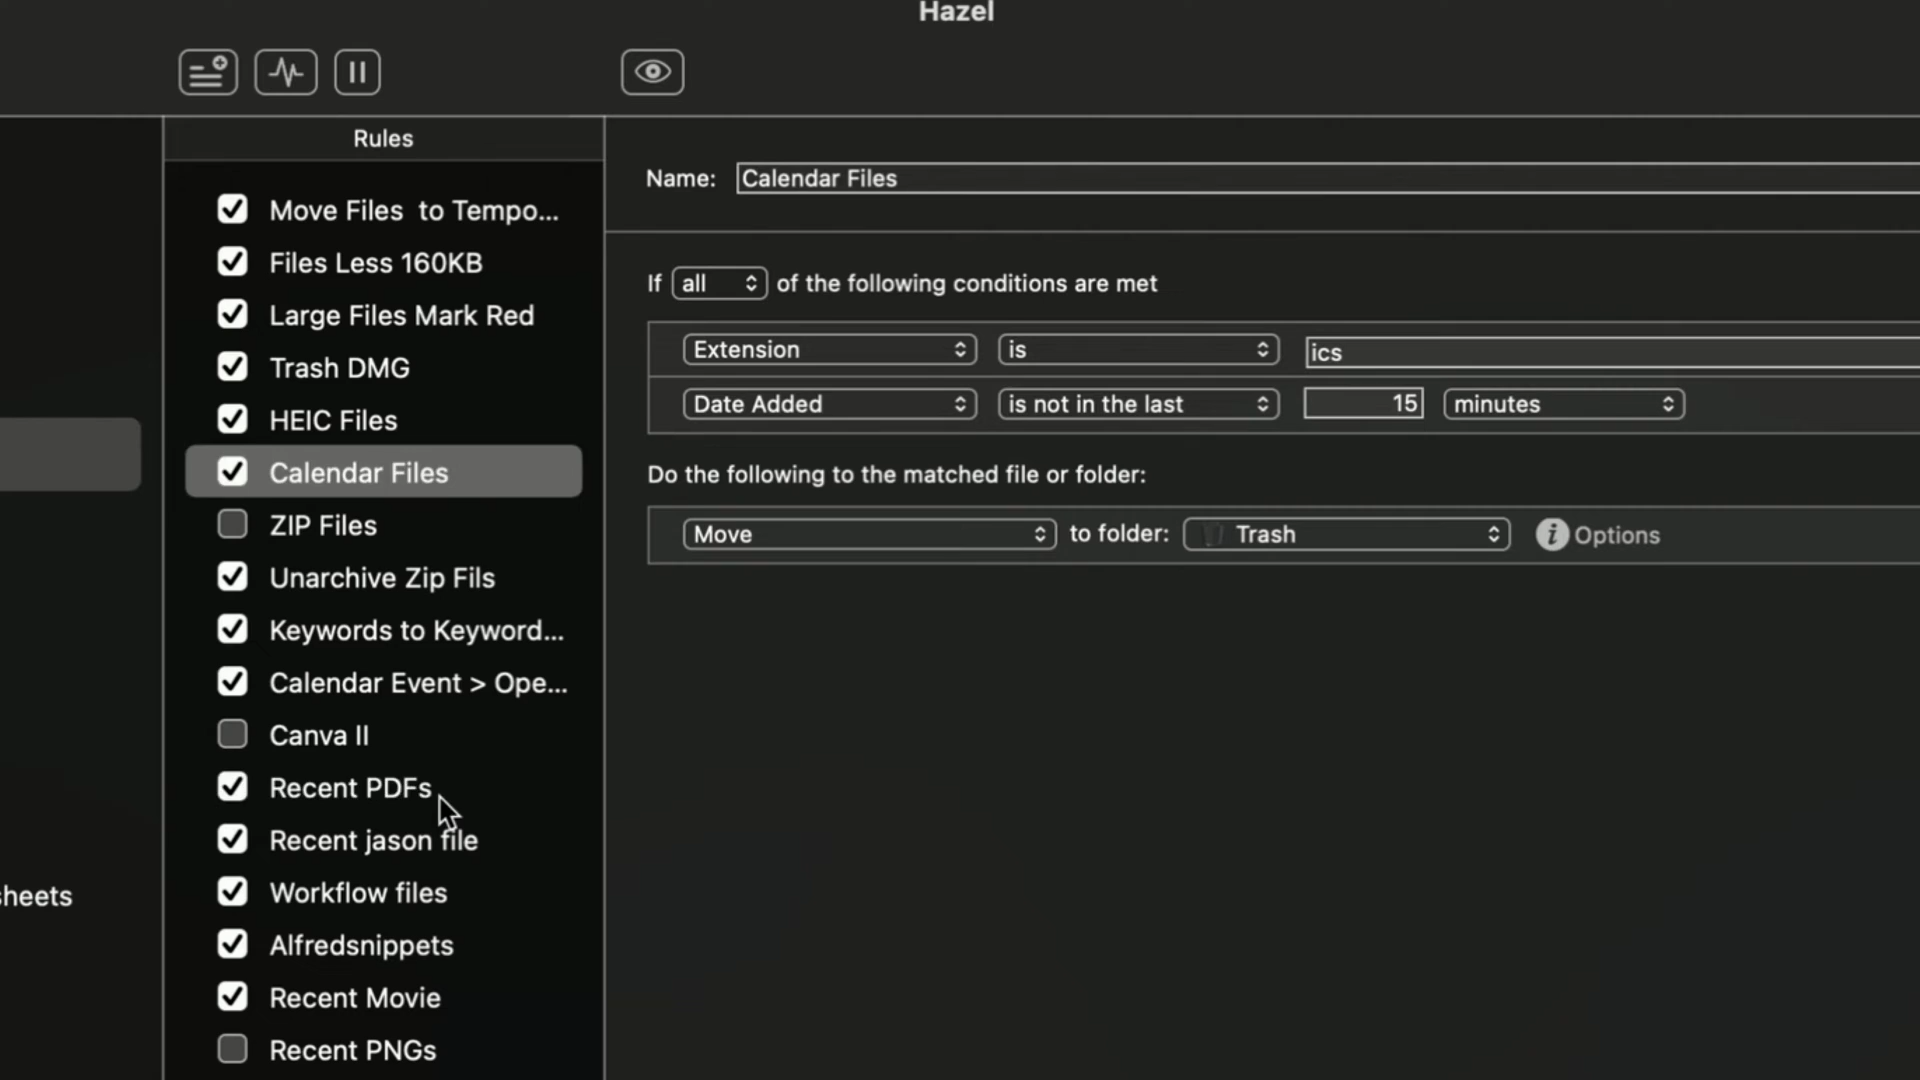 Hazel
Rules
Move Files  to Tempo...
Files Less 160KB
Large Files Mark Red
Trash DMG
HEIC Files
Calendar Files
ZIP Files
Unarchive Zip Fils
Keywords to Keyword...
Calendar Event > Ope...
Canva II
Recent PDFs
Recent jason file
Workflow files
Alfredsnippets
Recent Movie
Recent PNGs
sheets
Name: Calendar Files
If all of the following conditions are met
Extension is ics
Date Added is not in the last 15 minutes
Do the following to the matched file or folder:
Move to folder: Trash i Options